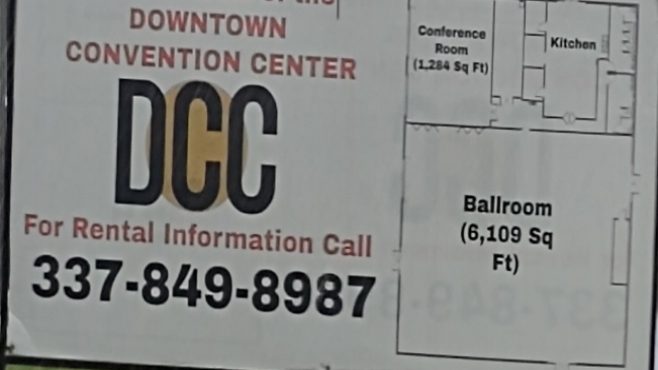 the
DOWNTOWN
CONVENTION CENTER
DCC
For Rental Information Call
337-849-8987
Conference
Room
(1,284 Sq Ft)
Kitchen
Ballroom
(6,109 Sq
Ft)